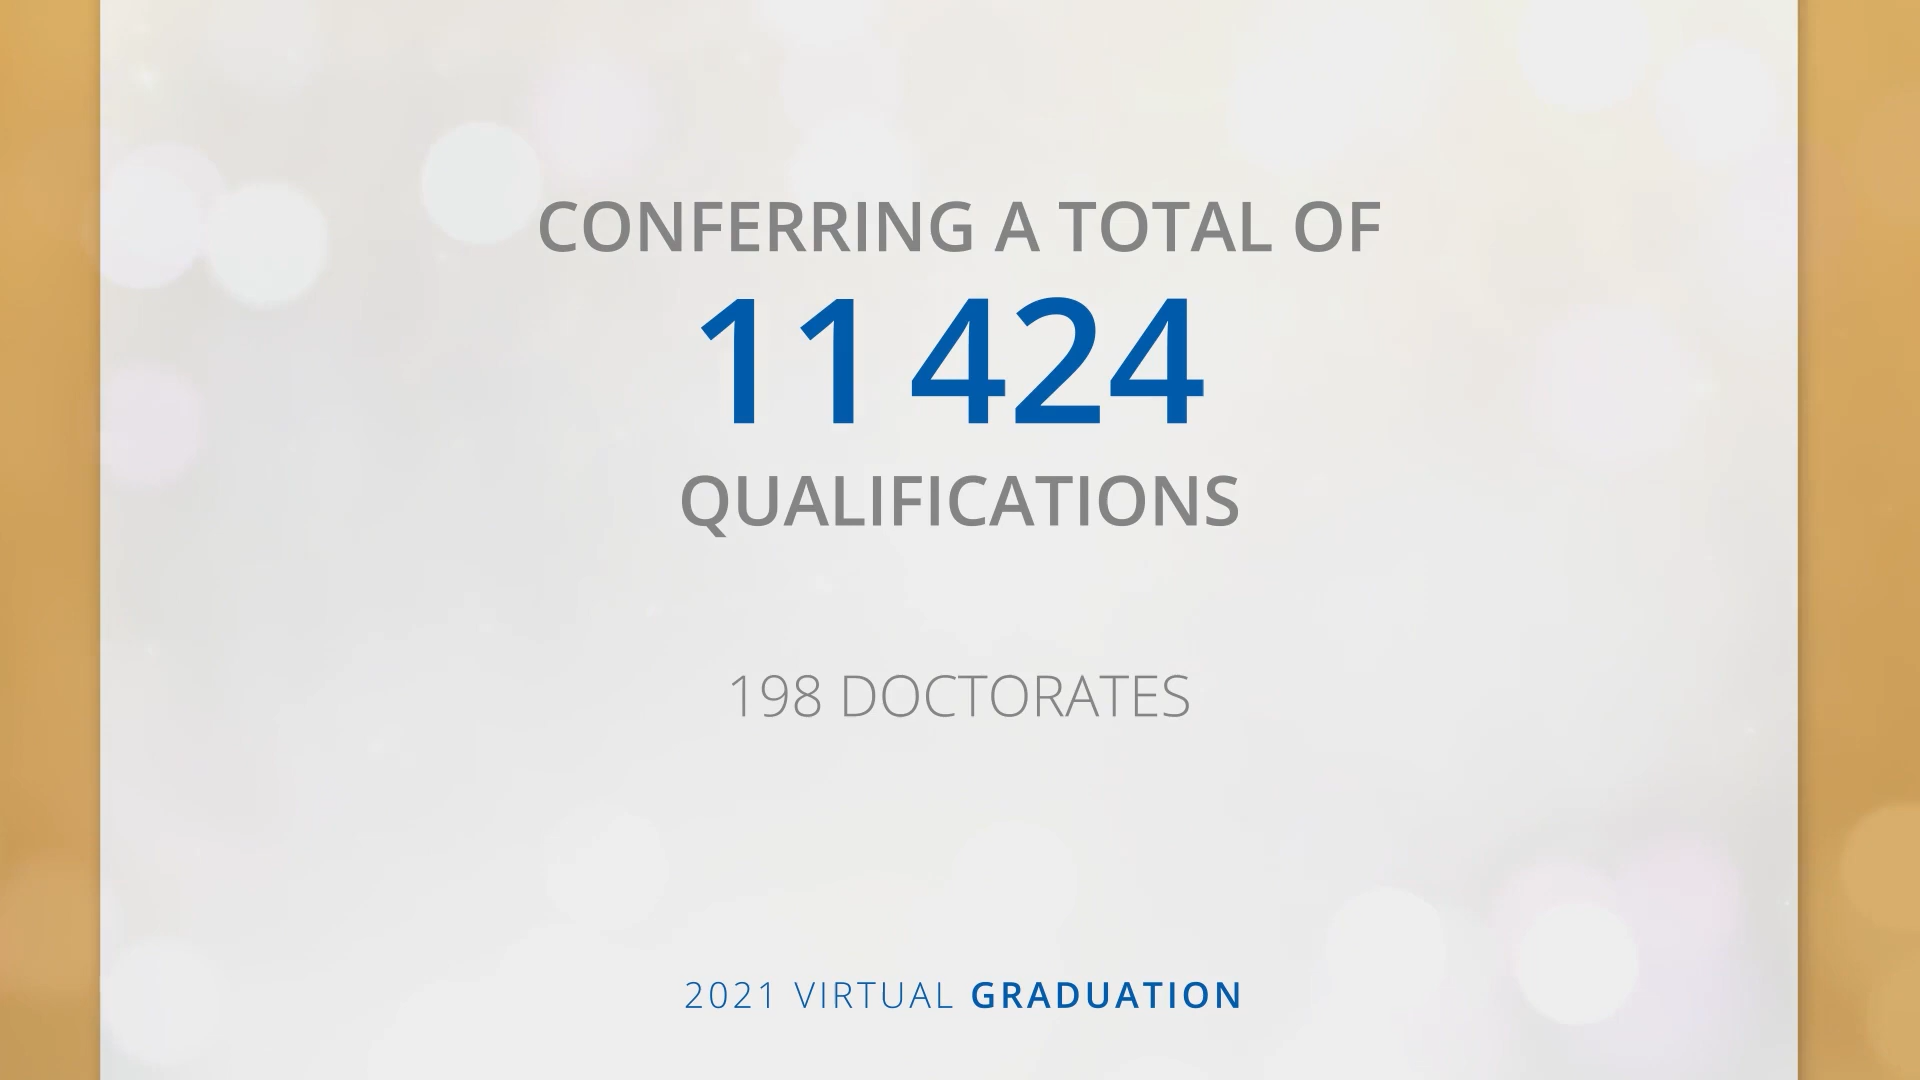 CONFERRING A TOTAL OF
11 424
QUALIFICATIONS
198 DOCTORATES
2021 VIRTUAL GRADUATION